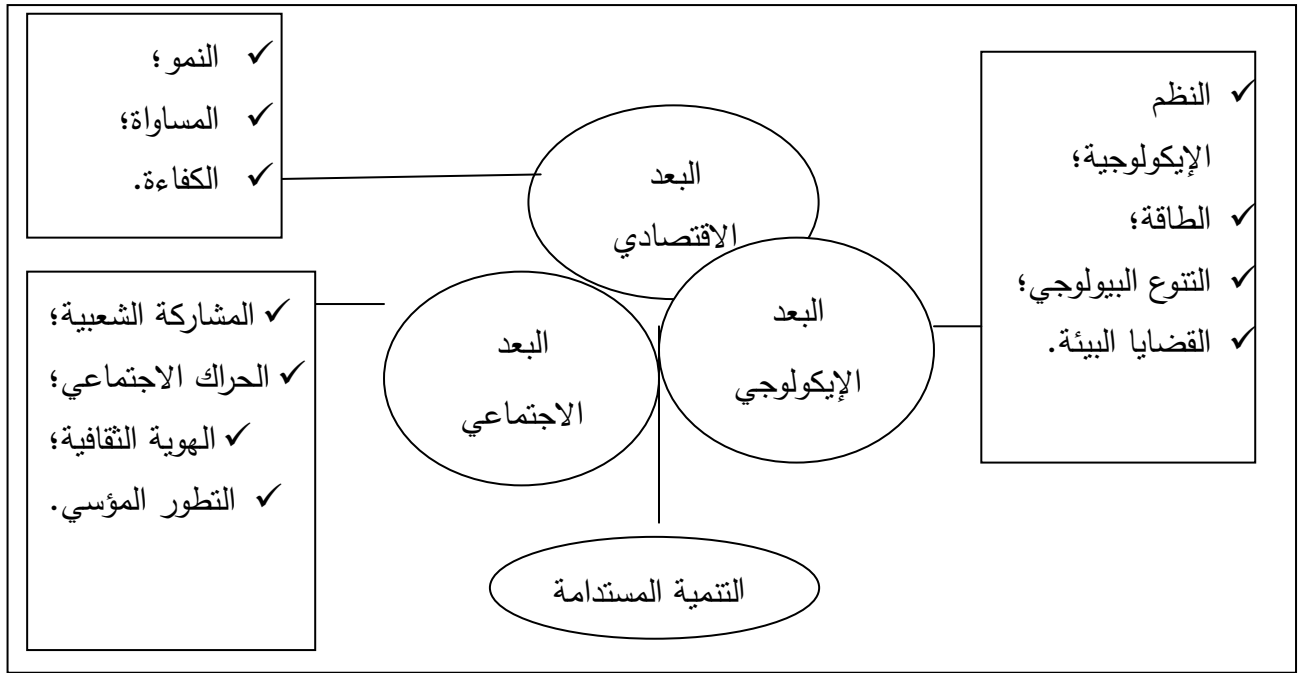 ✓ النمو؛
✓ المساواة؛
✓ الكفاءة.
✓ النظم
الإيكولوجية؛
✓ الطاقة؛
✓ التنوع البيولوجي؛
✓ القضايا البيئة.
البعد
الاقتصادي
البعد
الإيكولوجي
البعد
الاجتماعي
✓ المشاركة الشعبية؛
✓ الحراك الاجتماعي؛
✓ الهوية الثقافية؛
✓ التطور المؤسي.
التنمية المستدامة